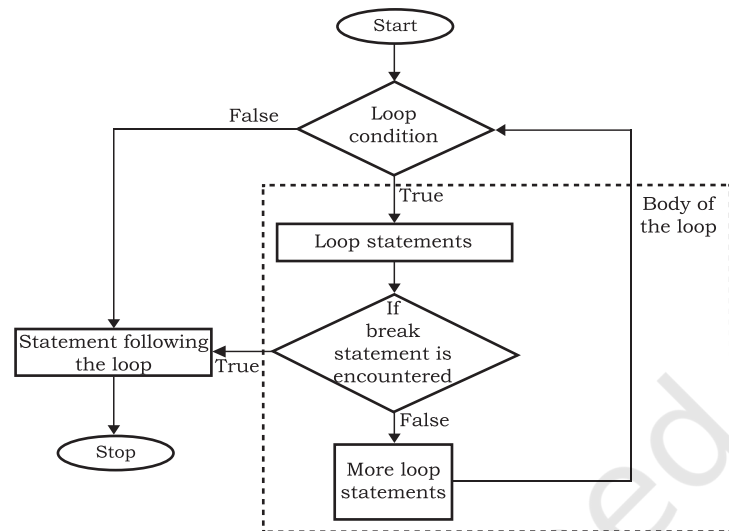 Start
Loop
condition
False
True
Body of
the loop
Loop statements
If
break
statement is
encountered
True
Statement following
the loop
False
Stop
More loop
statements